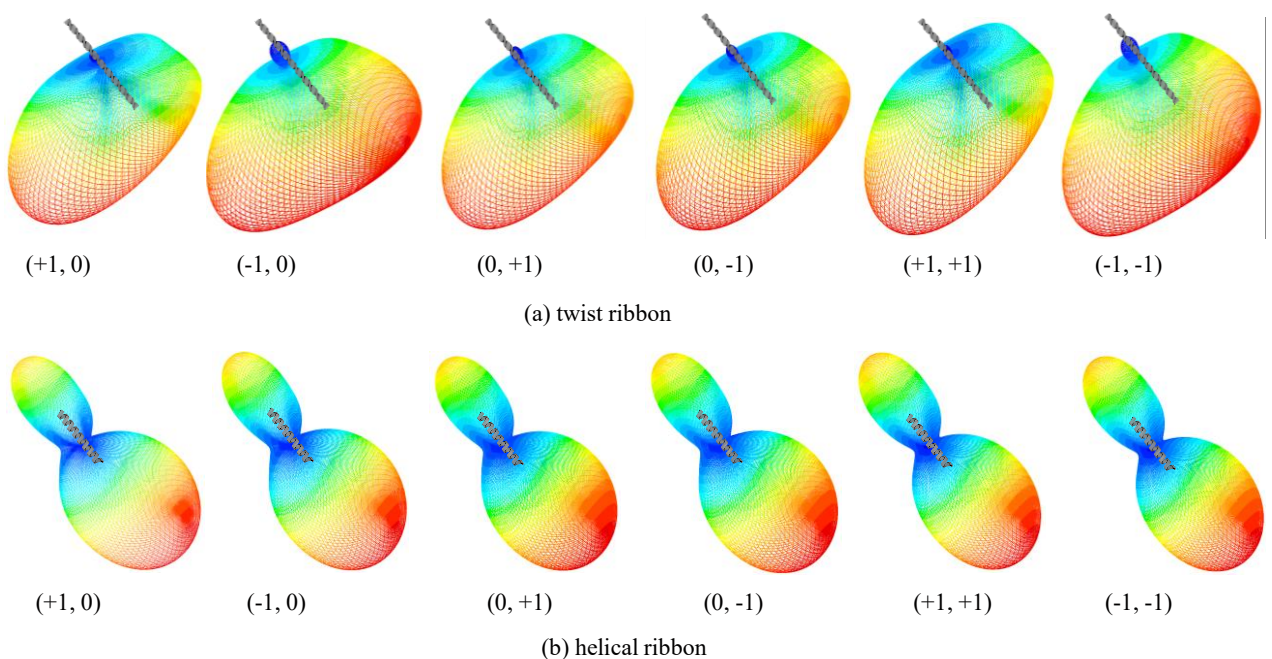 (+1, 0) (-1, 0) (0, +1) (0, -1) (+1, +1) (-1, -1)
(a) twist ribbon
(+1, 0) (-1, 0) (0, +1) (0, -1) (+1, +1) (-1, -1)
(b) helical ribbon